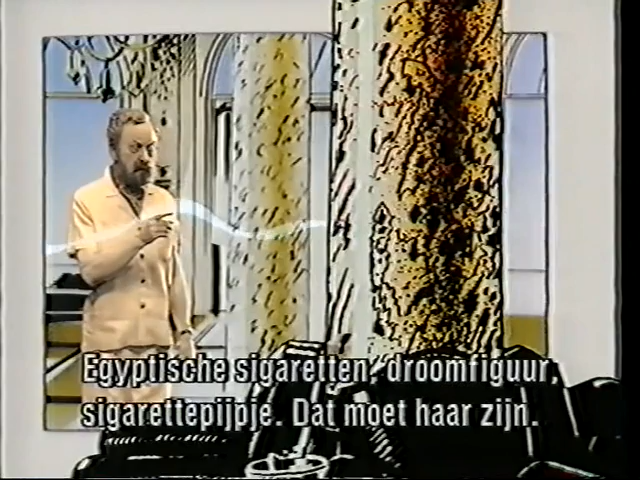 Egyptische sigaretten, droomfiguur,
sigarettepijpje. Dat moet haar zijn.